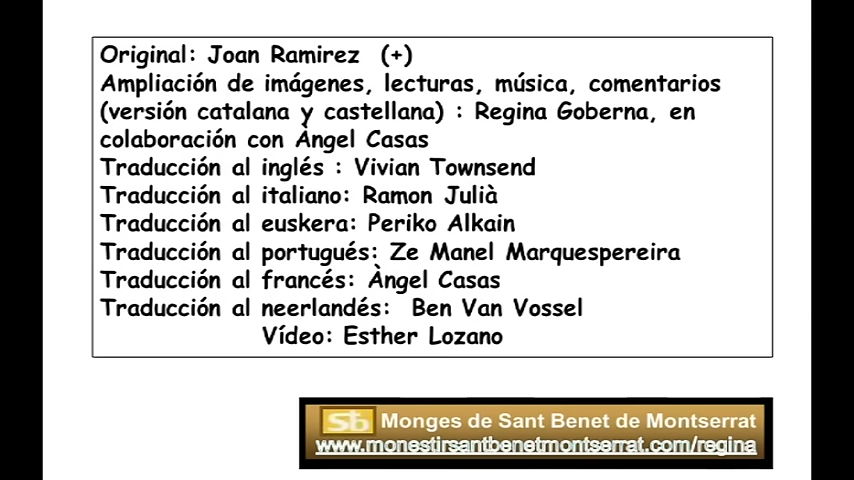 Original: Joan Ramirez (+)
Ampliación de imágenes, lecturas, música, comentarios
(versión catalana y castellana) : Regina Goberna, en
colaboración con Àngel Casas
Traducción al inglés : Vivian Townsend
Traducción al italiano: Ramon Julià
Traducción al euskera: Periko Alkain
Traducción al portugués: Ze Manel Marquespereira
Traducción al francés: Àngel Casas
Traducción al neerlandés: Ben Van Vossel
Vídeo: Esther Lozano
Stb Monges de Sant Benet de Montserrat
www.monestirsantbenetmontserrat.com/regina